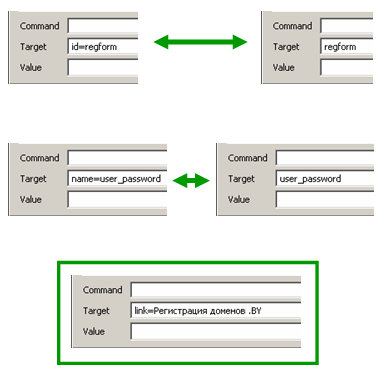 Command
Target id=regform
Value
Command
Target regform
Value
Command
Target name=user_password
Value
Command
Target user_password
Value
Command
Target link=Регистрация доменов .BY
Value